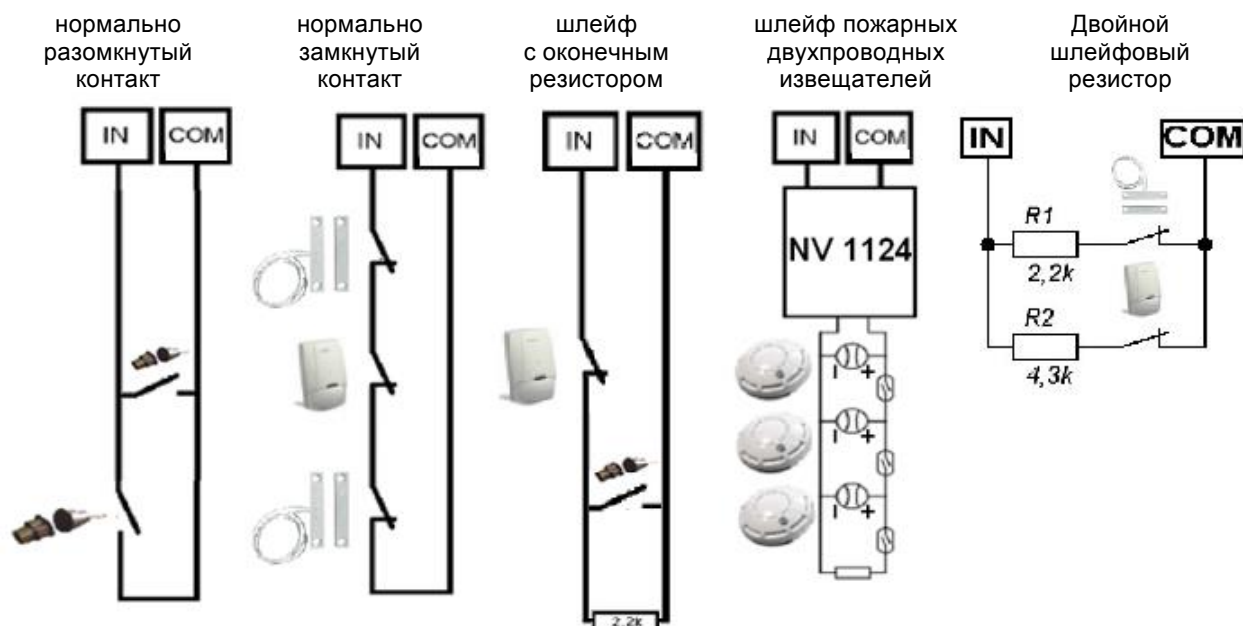 нормально
разомкнутый
контакт
нормально
замкнутый
контакт
шлейф
с оконечным
резистором
шлейф пожарных
двухпроводных
извещателей
Двойной
шлейфовый
резистор
IN
COM
IN
COM
IN
COM
IN
COM
IN
COM
NV 1124
R1
2,2k
R2
4,3k
- +
- +
- +
2.2k